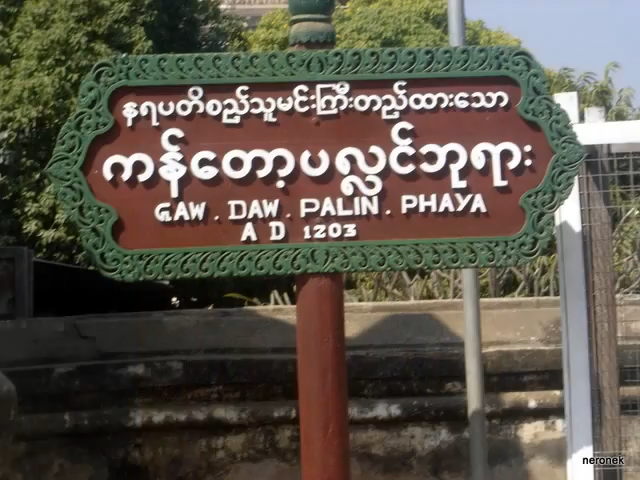 နရပတိစည်သူမင်းကြီးတည်ထားသော
ကန်တော့ပလ္လင်ဘုရား
GAW . DAW . PALIN . PHAYA
A D 1203
neronek